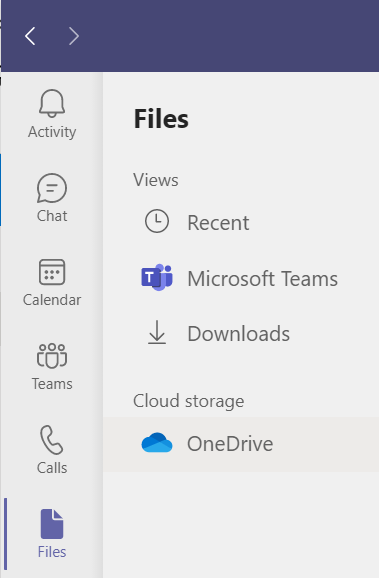 Activity
Chat
Calendar
Teams
Calls
Files
Files
Views
Recent
Microsoft Teams
Downloads
Cloud storage
OneDrive